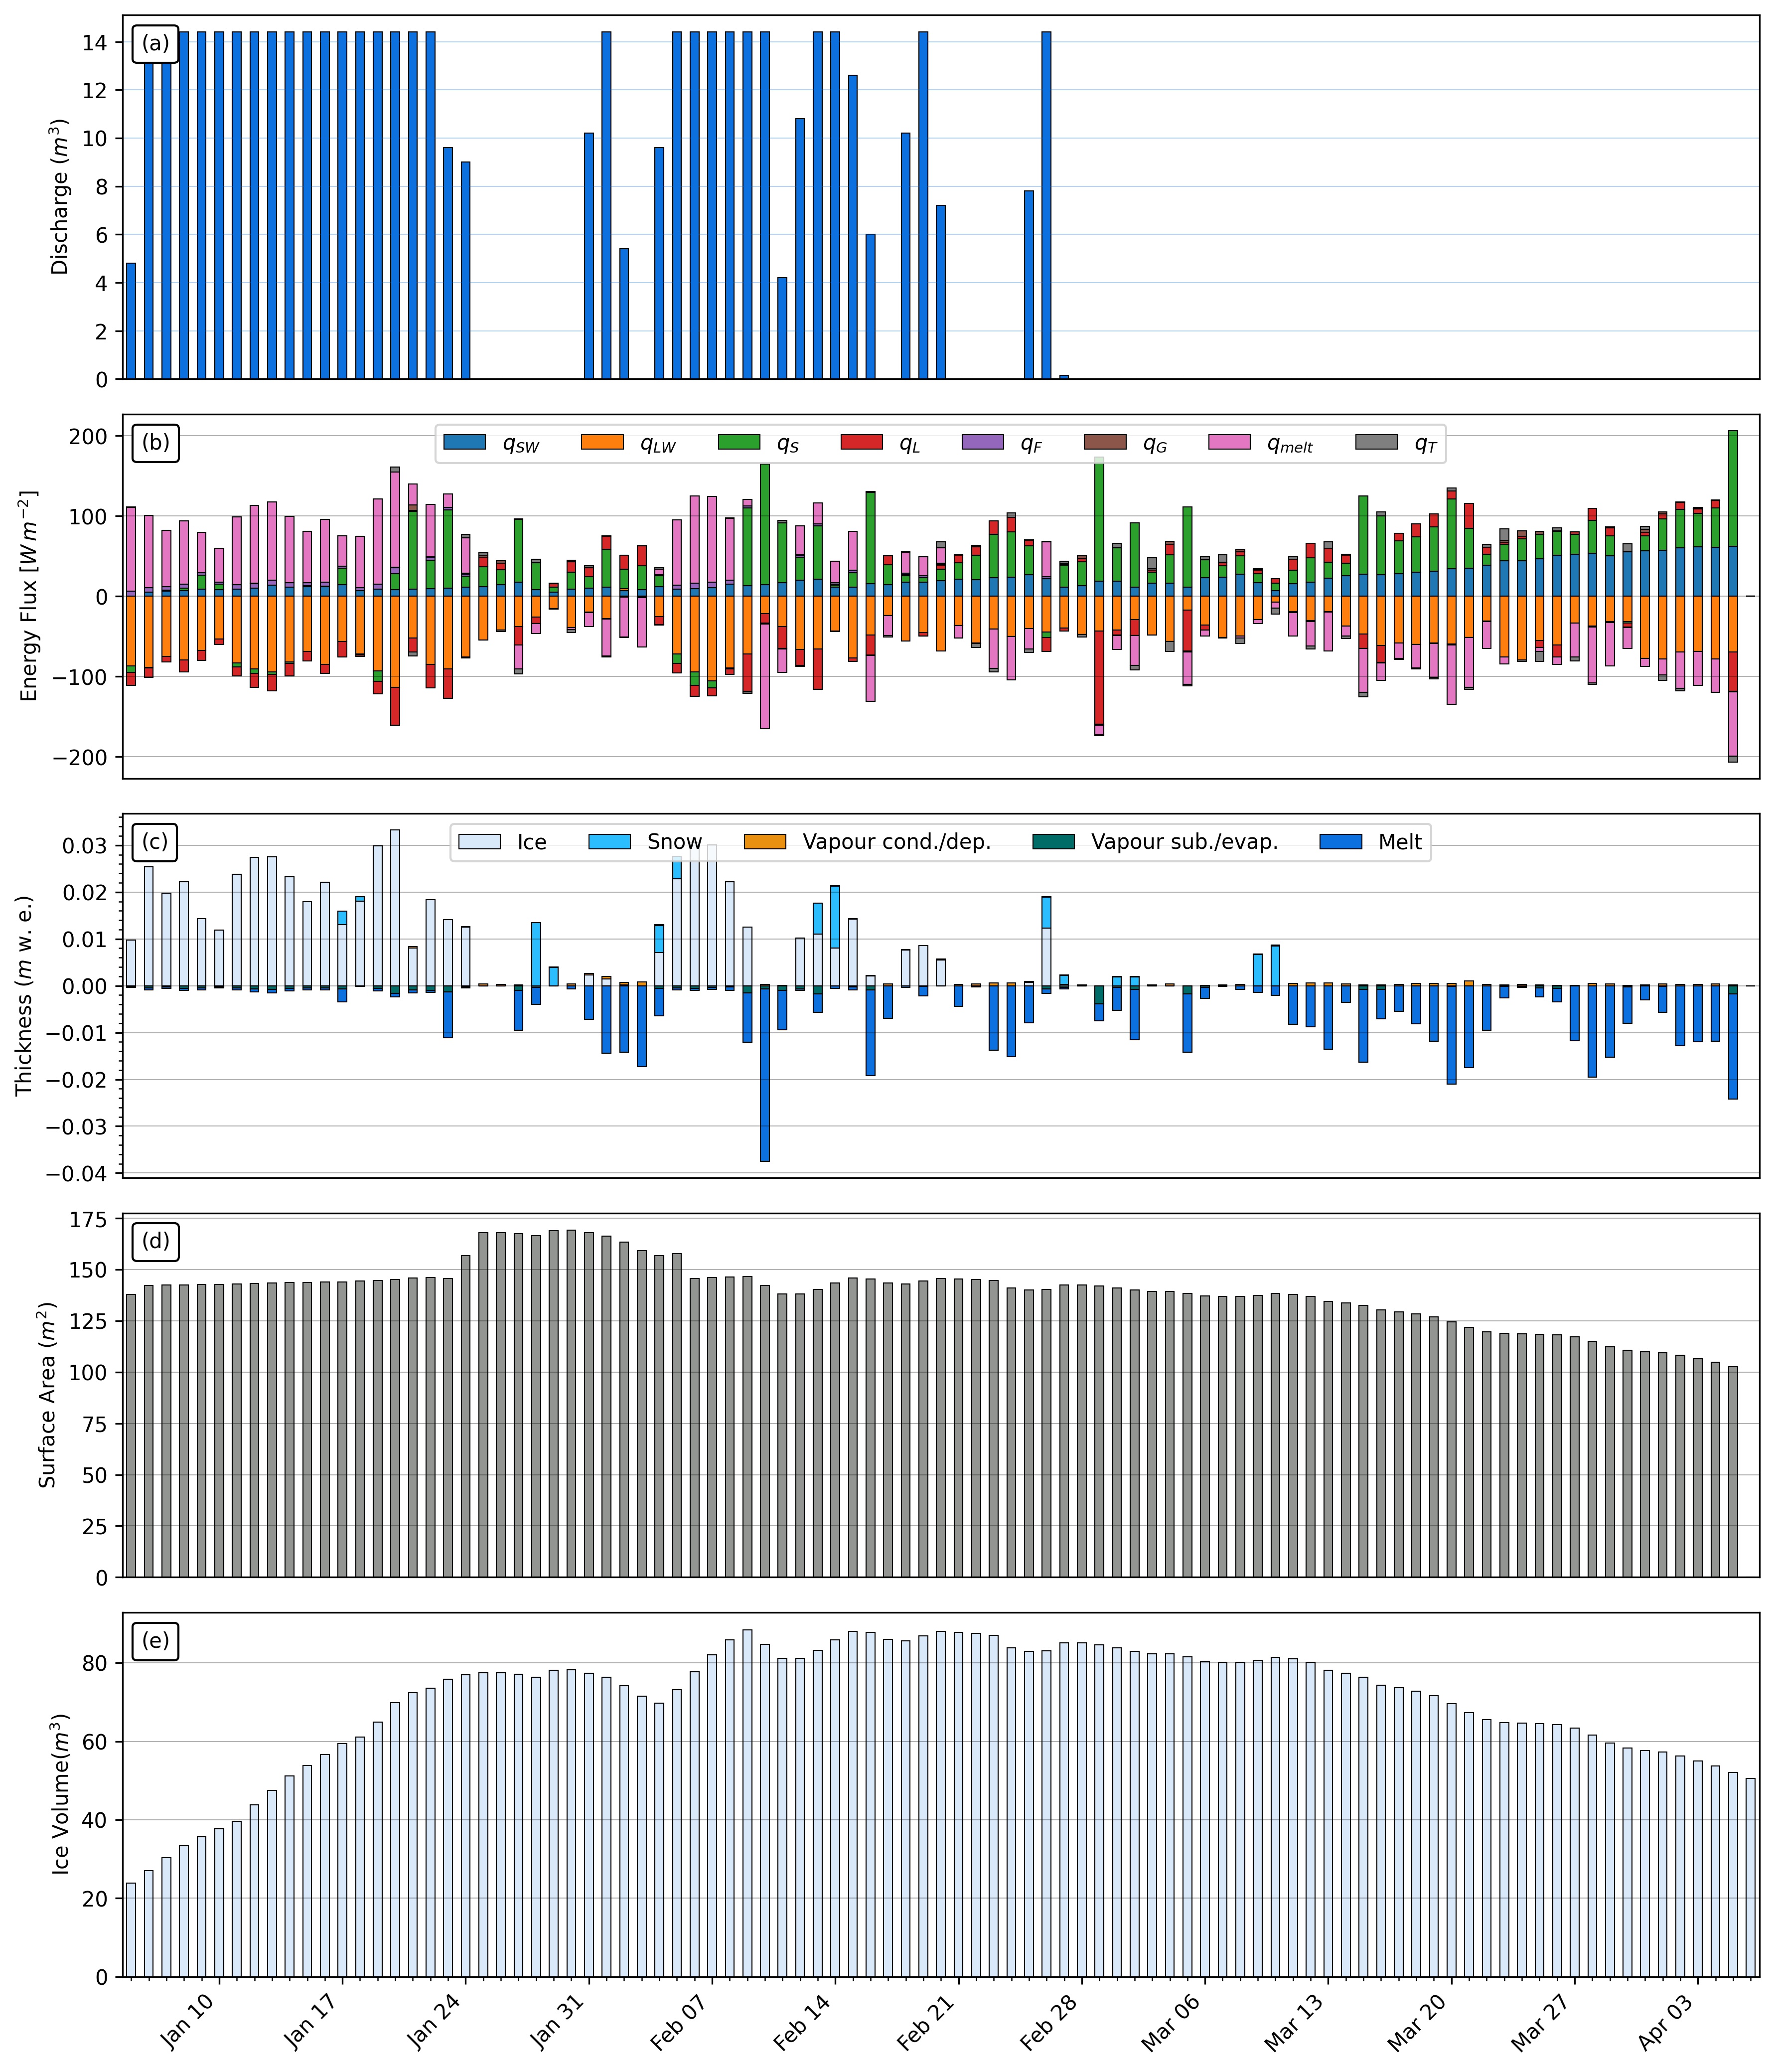 (a)
14
12
10
8
6
4
2
0
Discharge (m³)
(b)
q_SW q_LW q_S q_L q_F q_G q_melt q_T
200
100
0
−100
−200
Energy Flux [W m⁻²]
(c)
Ice Snow Vapour cond./dep. Vapour sub./evap. Melt
0.03
0.02
0.01
0.00
−0.01
−0.02
−0.03
−0.04
Thickness (m w. e.)
(d)
175
150
125
100
75
50
25
0
Surface Area (m²)
(e)
80
60
40
20
0
Ice Volume(m³)
Jan 10 Jan 17 Jan 24 Jan 31 Feb 07 Feb 14 Feb 21 Feb 28 Mar 06 Mar 13 Mar 20 Mar 27 Apr 03